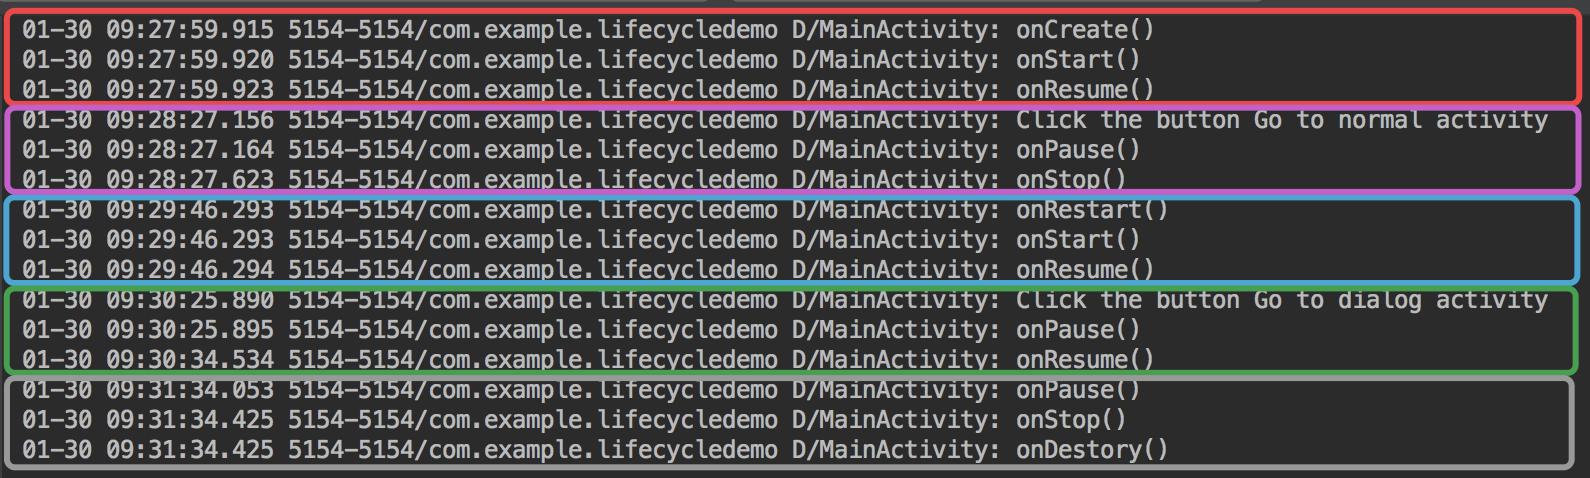 01-30 09:27:59.915 5154-5154/com.example.lifecycledemo D/MainActivity: onCreate()
01-30 09:27:59.920 5154-5154/com.example.lifecycledemo D/MainActivity: onStart()
01-30 09:27:59.923 5154-5154/com.example.lifecycledemo D/MainActivity: onResume()
01-30 09:28:27.156 5154-5154/com.example.lifecycledemo D/MainActivity: Click the button Go to normal activity
01-30 09:28:27.164 5154-5154/com.example.lifecycledemo D/MainActivity: onPause()
01-30 09:28:27.623 5154-5154/com.example.lifecycledemo D/MainActivity: onStop()
01-30 09:29:46.293 5154-5154/com.example.lifecycledemo D/MainActivity: onRestart()
01-30 09:29:46.293 5154-5154/com.example.lifecycledemo D/MainActivity: onStart()
01-30 09:29:46.294 5154-5154/com.example.lifecycledemo D/MainActivity: onResume()
01-30 09:30:25.890 5154-5154/com.example.lifecycledemo D/MainActivity: Click the button Go to dialog activity
01-30 09:30:25.895 5154-5154/com.example.lifecycledemo D/MainActivity: onPause()
01-30 09:30:34.534 5154-5154/com.example.lifecycledemo D/MainActivity: onResume()
01-30 09:31:34.053 5154-5154/com.example.lifecycledemo D/MainActivity: onPause()
01-30 09:31:34.425 5154-5154/com.example.lifecycledemo D/MainActivity: onStop()
01-30 09:31:34.425 5154-5154/com.example.lifecycledemo D/MainActivity: onDestory()